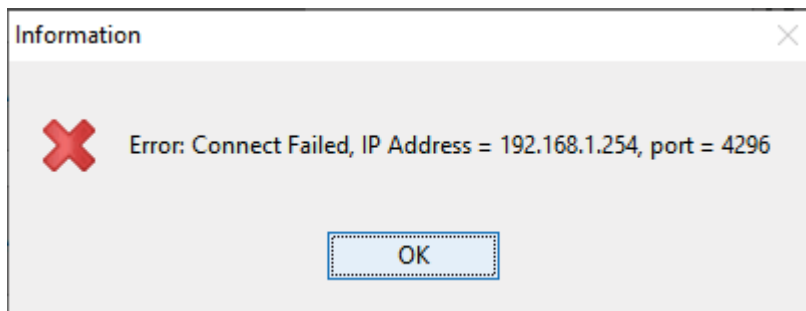 Information
Error: Connect Failed, IP Address = 192.168.1.254, port = 4296
OK